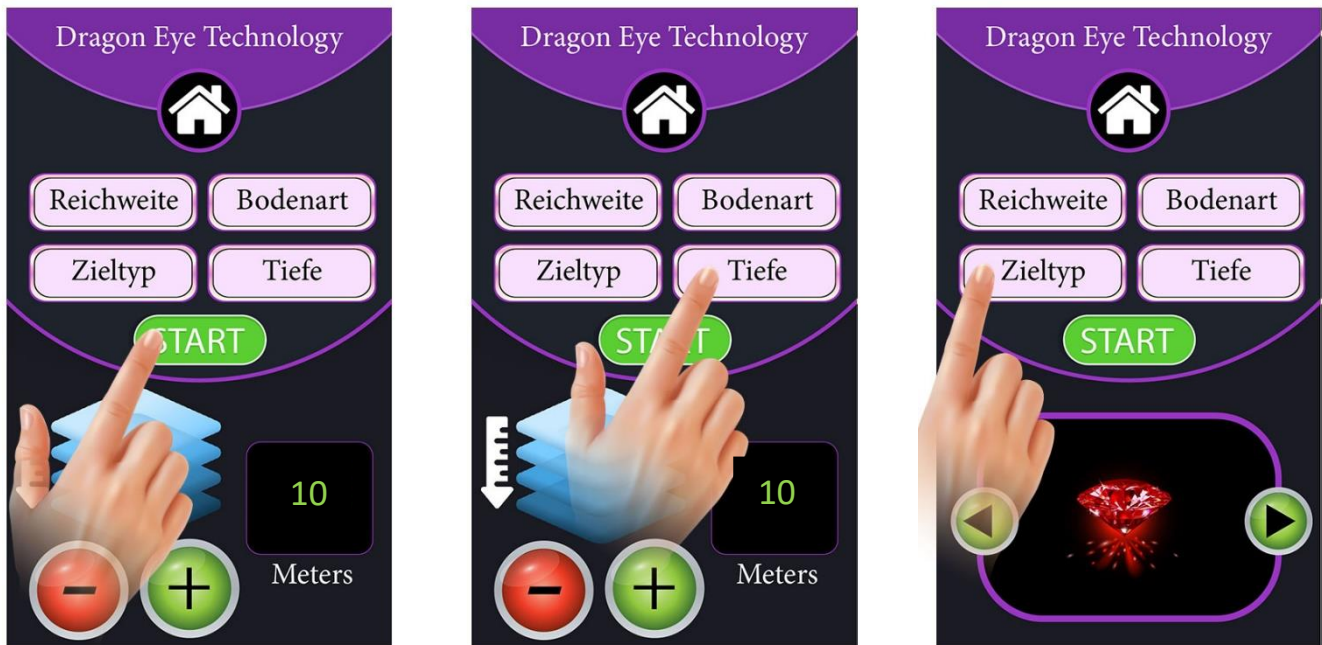 Dragon Eye Technology
Reichweite
Bodenart
Zieltyp
Tiefe
START
10
Meters
Dragon Eye Technology
Reichweite
Bodenart
Zieltyp
Tiefe
START
10
Meters
Dragon Eye Technology
Reichweite
Bodenart
Zieltyp
Tiefe
START